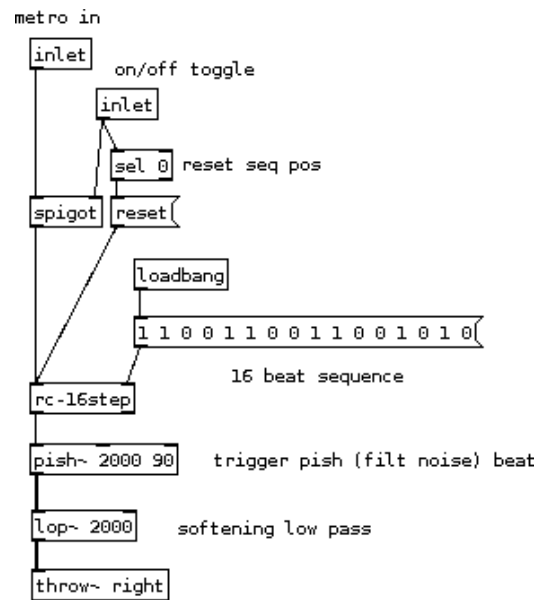 metro in
inlet
on/off toggle
inlet
sel 0 reset seq pos
spigot reset
loadbang
1 1 0 0 1 1 0 0 1 1 0 0 1 0 1 0
16 beat sequence
rc-16step
pish~ 2000 90 trigger pish (filt noise) beat
lop~ 2000 softening low pass
throw~ right